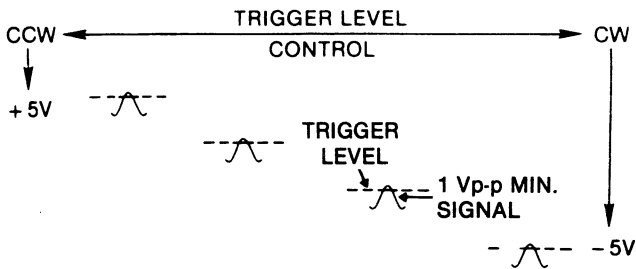 TRIGGER LEVEL
CCW CW
CONTROL
+ 5V
TRIGGER
LEVEL
1 Vp-p MIN.
SIGNAL
- 5V